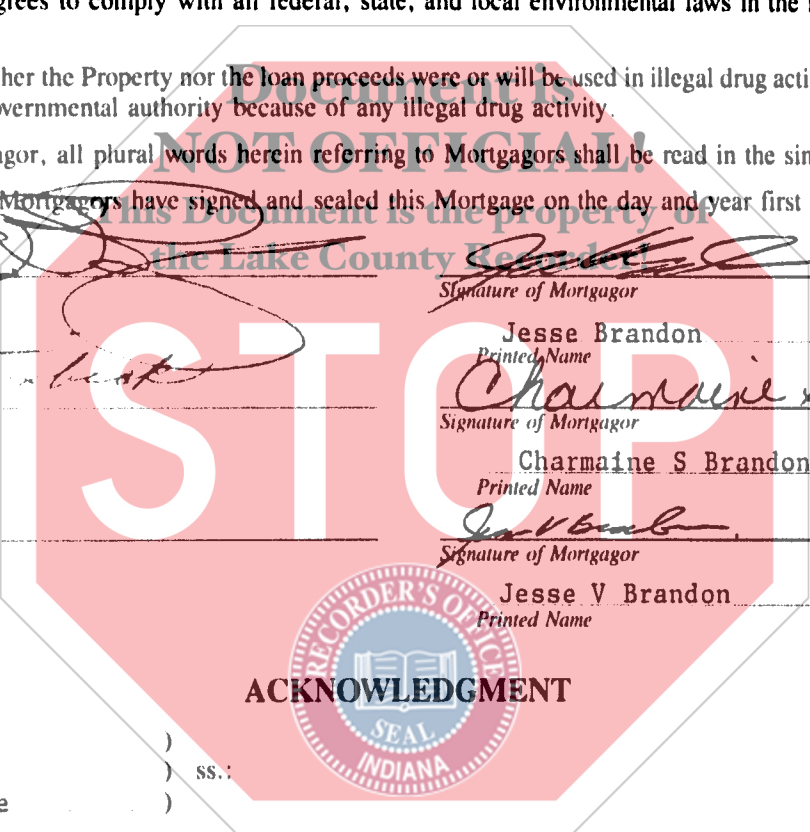 grees to comply with all federal, state, and local environmental laws in the
her the Property nor the loan proceeds were or will be used in illegal drug acti
overnmental authority because of any illegal drug activity.
Document is
NOT OFFICIAL!
agor, all plural words herein referring to Mortgagors shall be read in the sin
Mortgagors have signed and sealed this Mortgage on the day and year first
This Document is the property of
the Lake County Recorder!
Signature of Mortgagor
Jesse Brandon
Printed Name
Charmaine
Signature of Mortgagor
Charmaine S Brandon
Printed Name
Signature of Mortgagor
Jesse V Brandon
Printed Name
STOP
RECORDER'S OFFICE
SEAL
INDIANA
ACKNOWLEDGMENT
)
) ss.:
e )